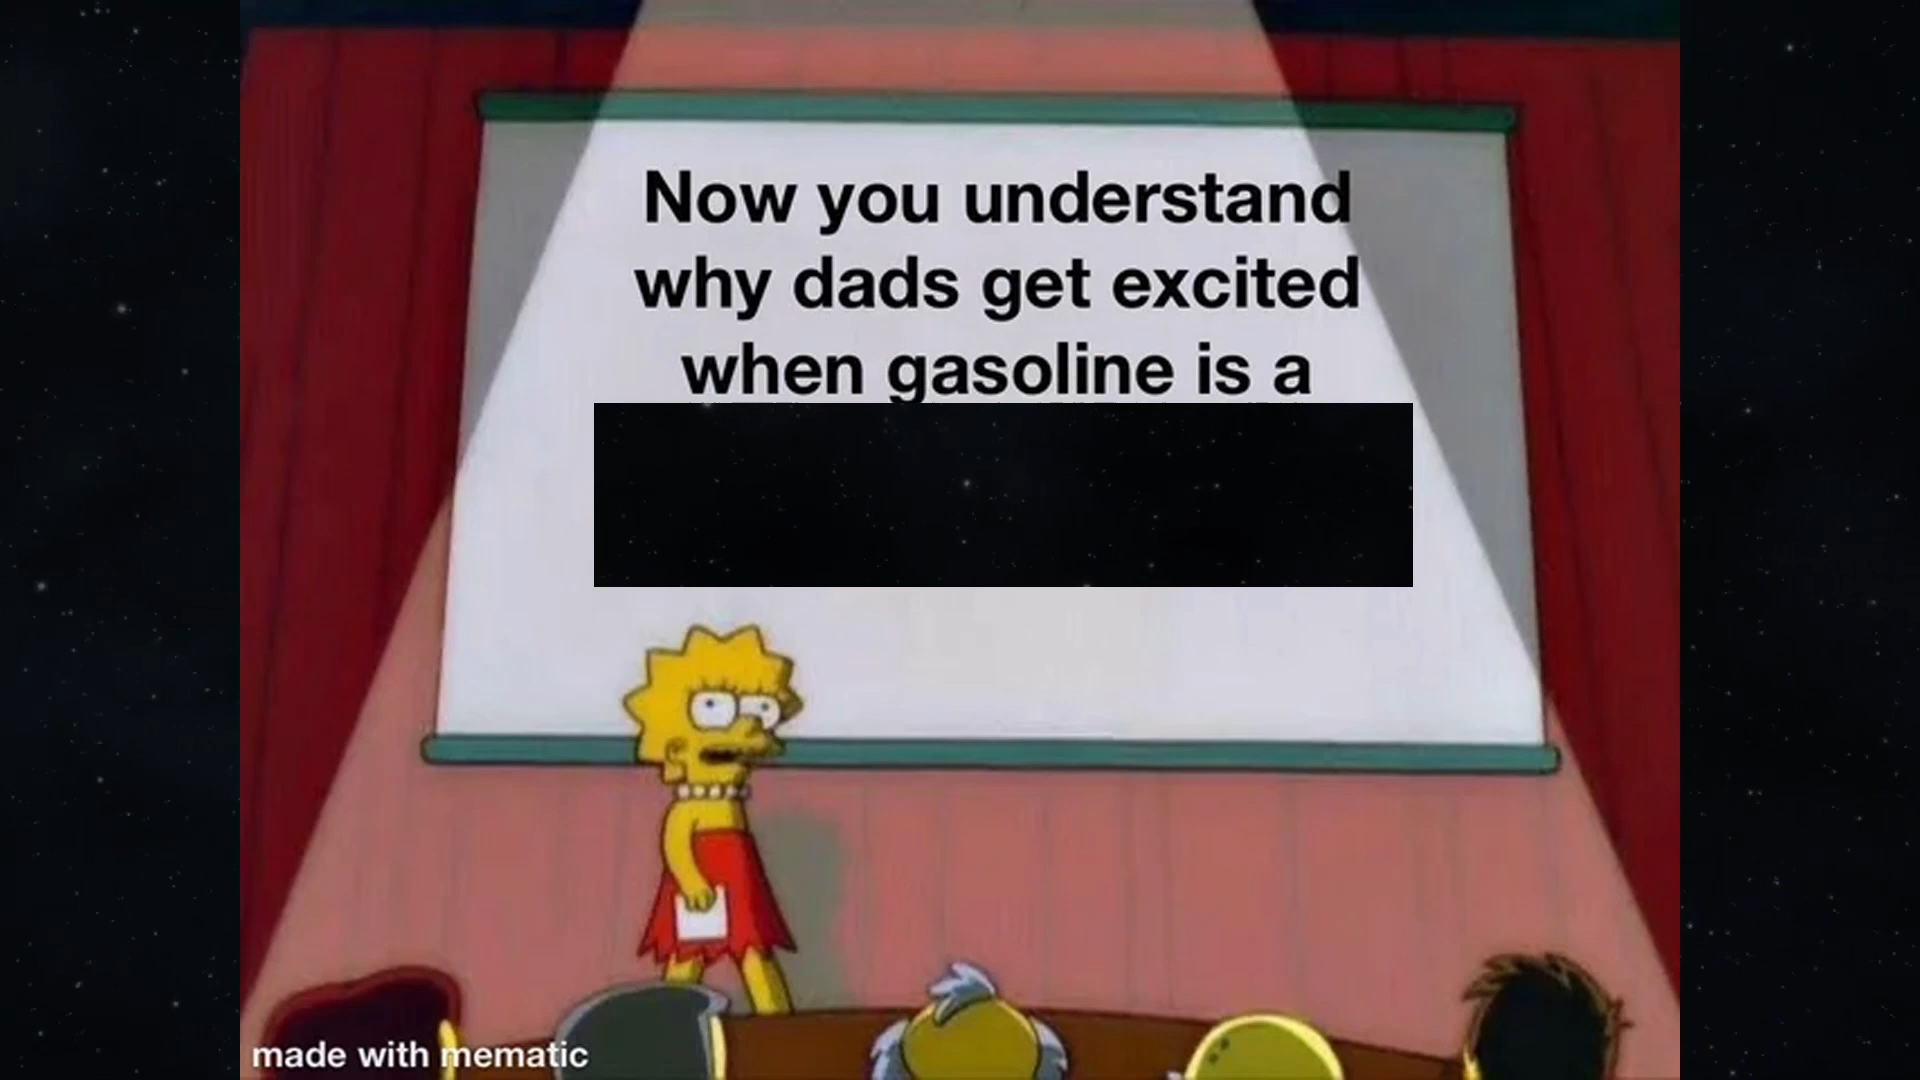 Now you understand
why dads get excited
when gasoline is a
made with mematic